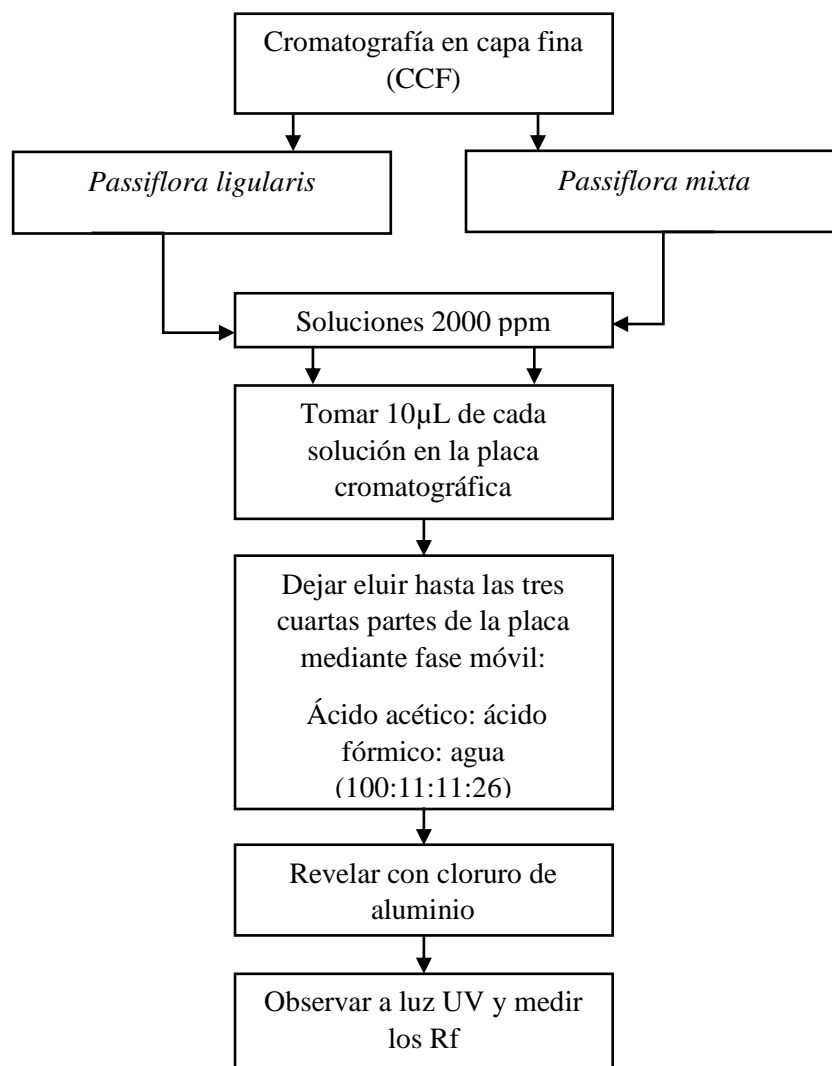 Cromatografía en capa fina
(CCF)
Passiflora ligularis
Passiflora mixta
Soluciones 2000 ppm
Tomar 10µL de cada
solución en la placa
cromatográfica
Dejar eluir hasta las tres
cuartas partes de la placa
mediante fase móvil:
Ácido acético: ácido
fórmico: agua
(100:11:11:26)
Revelar con cloruro de
aluminio
Observar a luz UV y medir
los Rf